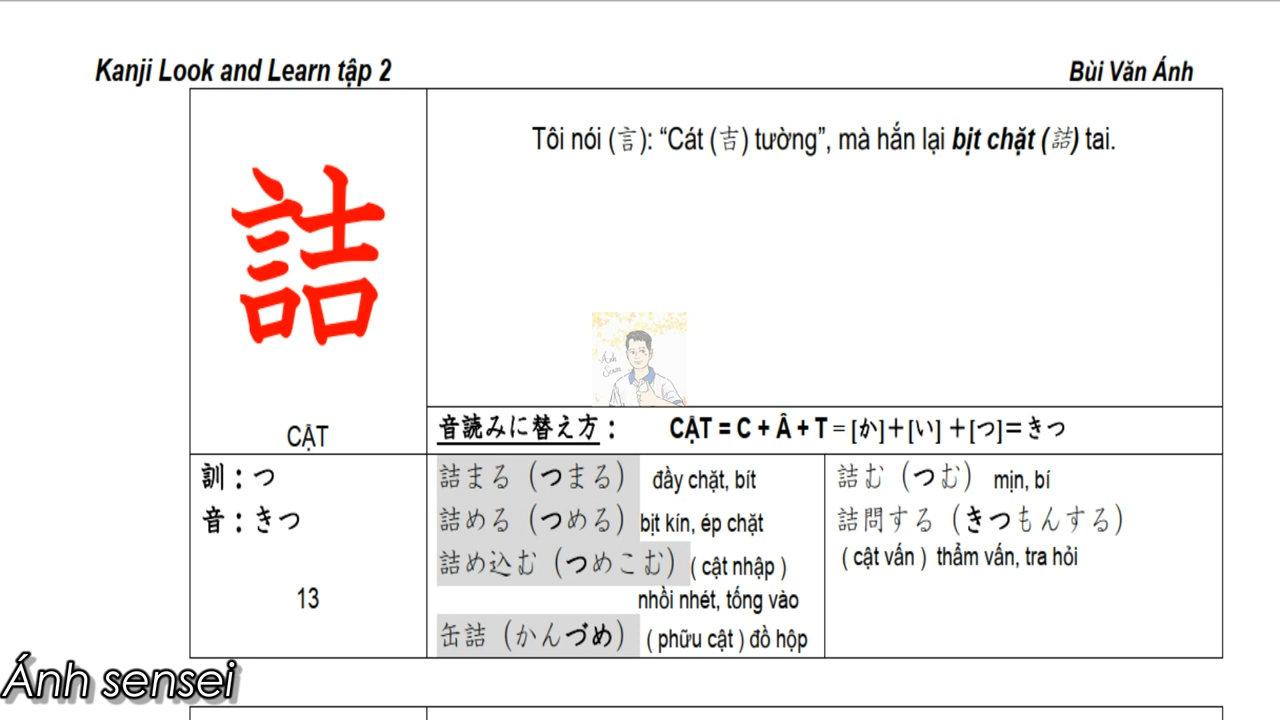 Kanji Look and Learn tập 2
Bùi Văn Ánh
詰
CẬT
Tôi nói (言): “Cát (吉) tường”, mà hắn lại bịt chặt (詰) tai.
Ánh
Sensei
音読みに替え方： CẬT = C + Â + T = [か]＋[い] ＋[つ]＝きつ
訓：つ
音：きつ
13
詰まる（つまる） đầy chặt, bít
詰める（つめる） bịt kín, ép chặt
詰め込む（つめこむ） ( cật nhập )
nhồi nhét, tống vào
缶詰（かんづめ） ( phữu cật ) đồ hộp
詰む（つむ） mịn, bí
詰問する（きつもんする）
( cật vấn ) thẩm vấn, tra hỏi
Ánh sensei